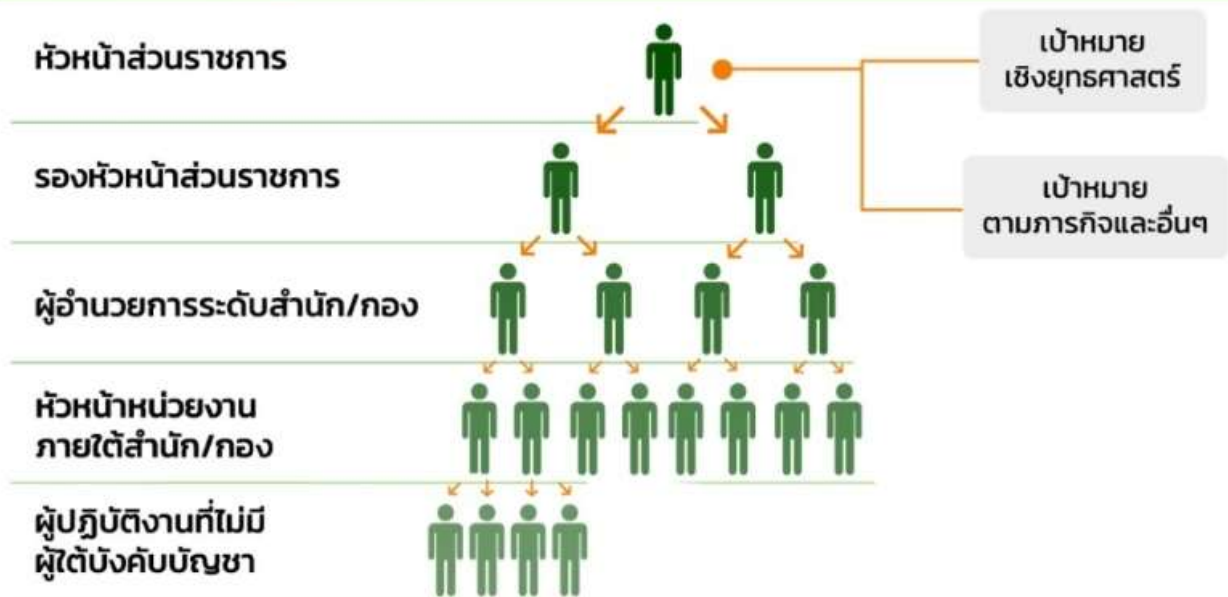 หัวหน้าส่วนราชการ
เป้าหมาย
เชิงยุทธศาสตร์
รองหัวหน้าส่วนราชการ
เป้าหมาย
ตามภารกิจและอื่นๆ
ผู้อำนวยการระดับสำนัก/กอง
หัวหน้าหน่วยงาน
ภายใต้สำนัก/กอง
ผู้ปฏิบัติงานที่ไม่มี
ผู้ใต้บังคับบัญชา